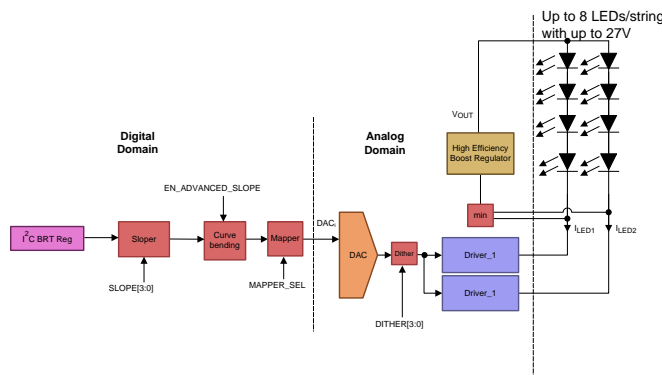 Up to 8 LEDs/string
with up to 27V
VOUT
Digital
Domain
Analog
Domain
High Efficiency
Boost Regulator
EN_ADVANCED_SLOPE
min
DACi
ILED1
ILED2
I2C BRT Reg
Sloper
Curve
bending
Mapper
DAC
Dither
Driver_1
SLOPE[3:0]
MAPPER_SEL
Driver_1
DITHER[3:0]